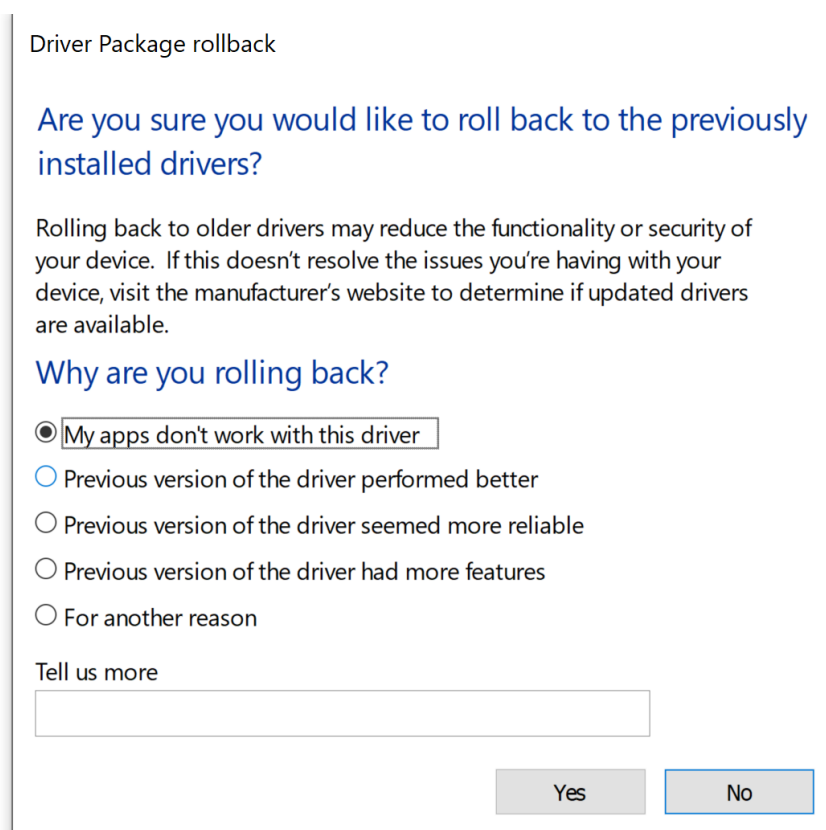 Driver Package rollback
Are you sure you would like to roll back to the previously
installed drivers?
Rolling back to older drivers may reduce the functionality or security of
your device.  If this doesn't resolve the issues you're having with your
device, visit the manufacturer's website to determine if updated drivers
are available.
Why are you rolling back?
My apps don't work with this driver
Previous version of the driver performed better
Previous version of the driver seemed more reliable
Previous version of the driver had more features
For another reason
Tell us more
Yes No